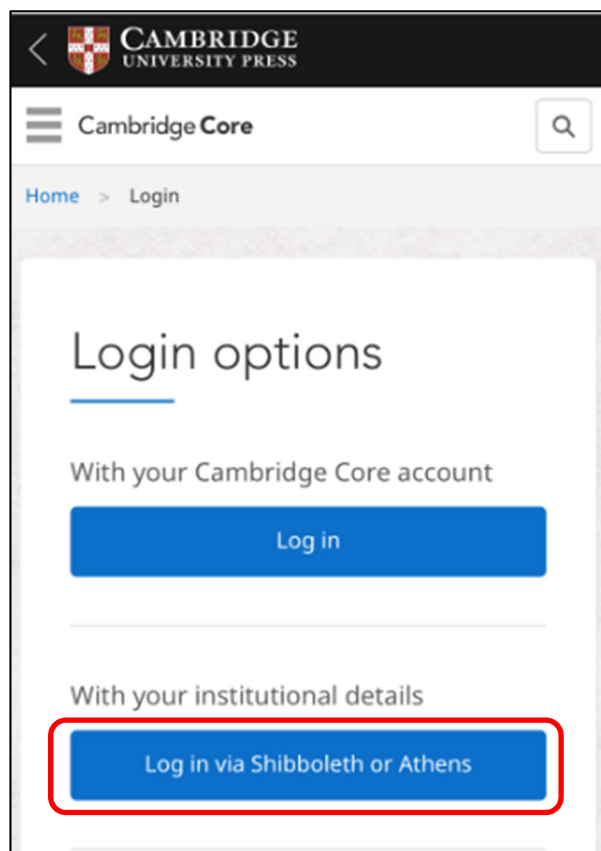 CAMBRIDGE
UNIVERSITY PRESS
Cambridge Core
Home > Login
Login options
With your Cambridge Core account
Log in
With your institutional details
Log in via Shibboleth or Athens